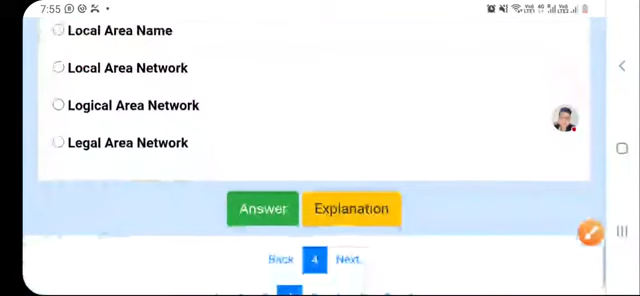 7:55
Local Area Name
Local Area Network
Logical Area Network
Legal Area Network
Answer Explanation
Back 4 Next